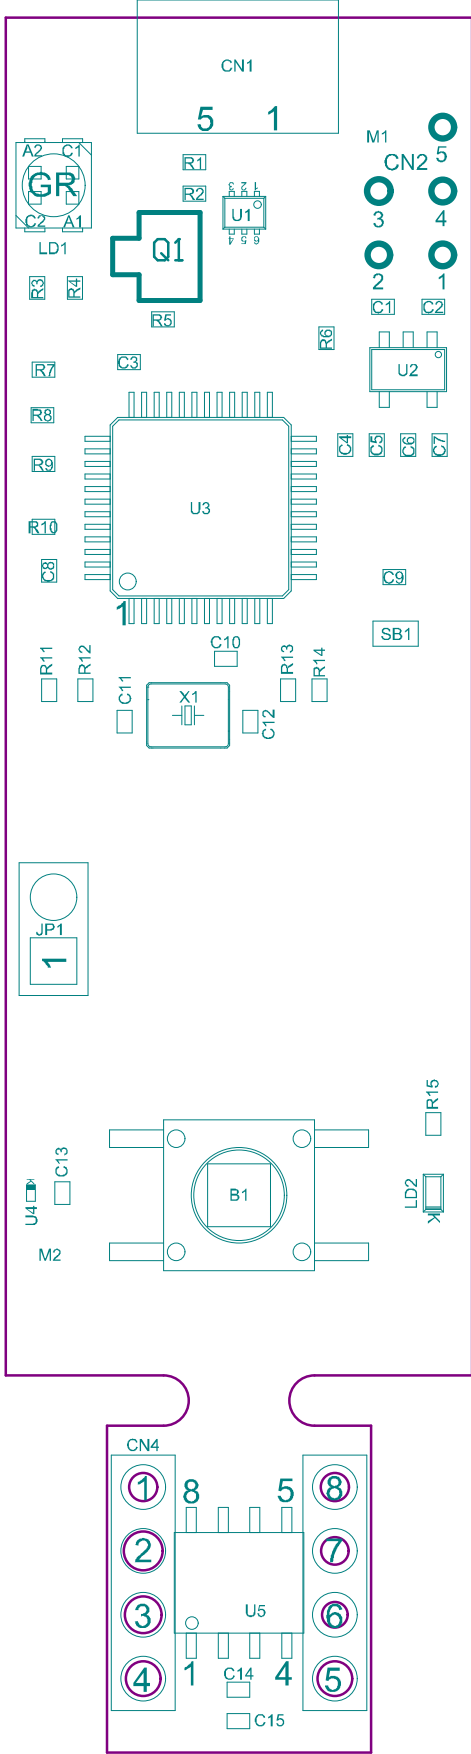 CN1
5 1
M1
5
CN2
A2 C1
GR
C2 A1
LD1
R1
R2
3 2 1
U1
4 5 6
3 4
Q1
2 1
R3 R4
C1 C2
R5
R6
C3
U2
R7
R8
C4 C5 C6 C7
R9
U3
R10
C8
C9
1
SB1
C10
R11 R12 R13 R14
C11 X1 C12
JP1
1
R15
C13
K
U4
B1
LD2
K
M2
CN4
1 8 5 8
2 7
3 U5 6
4 1 4 5
C14
C15